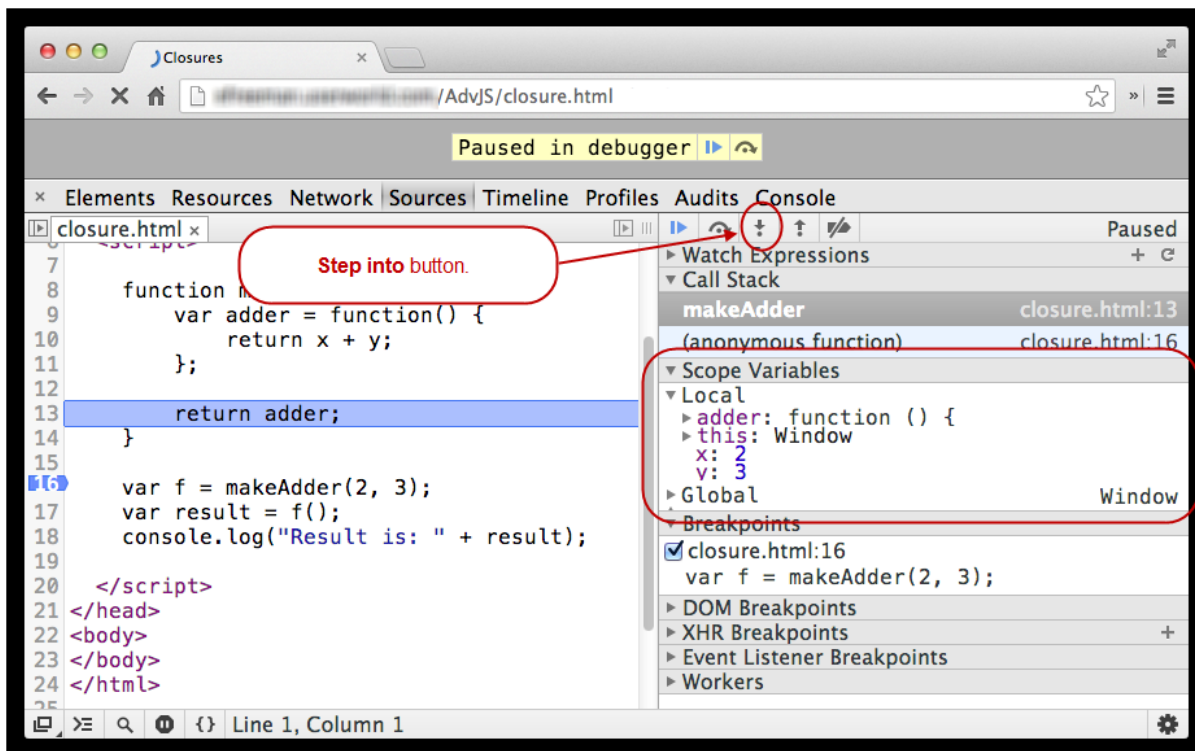 Closures ×
/AdvJS/closure.html
»
Paused in debugger
× Elements Resources Network Sources Timeline Profiles Audits Console
closure.html ×
Paused
Step into button.
6 <script>
7
8 function m
9 var adder = function() {
10 return x + y;
11 };
12
13 return adder;
14 }
15
16 var f = makeAdder(2, 3);
17 var result = f();
18 console.log("Result is: " + result);
19
20 </script>
21 </head>
22 <body>
23 </body>
24 </html>
25
Watch Expressions +
Call Stack
makeAdder closure.html:13
(anonymous function) closure.html:16
Scope Variables
Local
adder: function () {
this: Window
x: 2
y: 3
Global Window
Breakpoints
closure.html:16
var f = makeAdder(2, 3);
DOM Breakpoints
XHR Breakpoints +
Event Listener Breakpoints
Workers
{} Line 1, Column 1